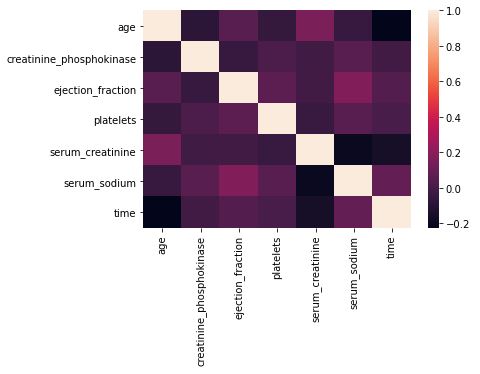 age
creatinine_phosphokinase
ejection_fraction
platelets
serum_creatinine
serum_sodium
time
age
creatinine_phosphokinase
ejection_fraction
platelets
serum_creatinine
serum_sodium
time
1.0
0.8
0.6
0.4
0.2
0.0
−0.2